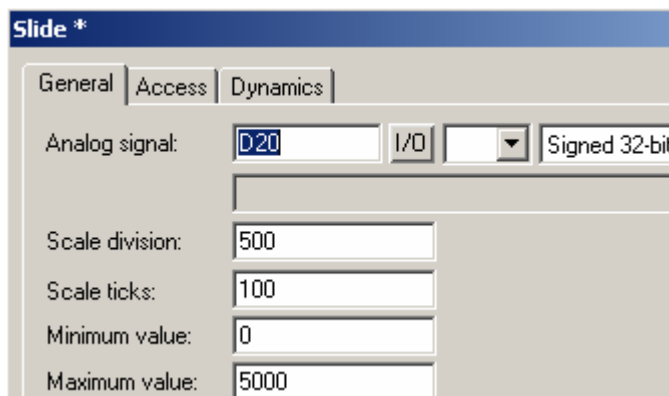 Slide *
General Access Dynamics
Analog signal: D20 I/O Signed 32-bit
Scale division: 500
Scale ticks: 100
Minimum value: 0
Maximum value: 5000